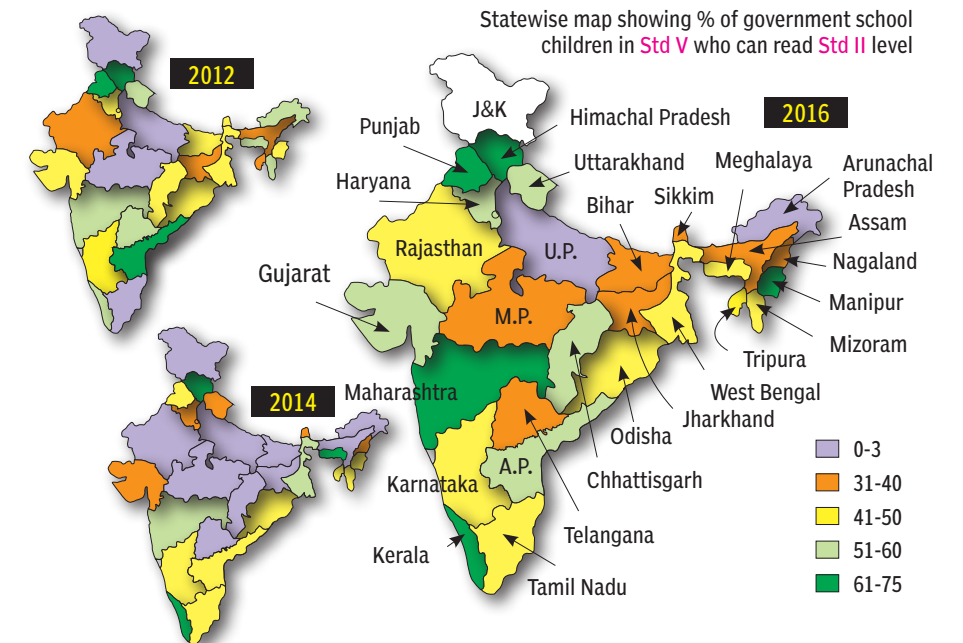 Statewise map showing % of government school
children in Std V who can read Std II level
2012
2014
2016
J&K
Punjab
Himachal Pradesh
Haryana
Uttarakhand
Meghalaya
Arunachal
Pradesh
Bihar
Sikkim
Assam
Rajasthan
U.P.
Nagaland
Gujarat
M.P.
Manipur
Mizoram
Tripura
Maharashtra
West Bengal
Jharkhand
Odisha
A.P.
Chhattisgarh
Karnataka
Telangana
Kerala
Tamil Nadu
0-3
31-40
41-50
51-60
61-75